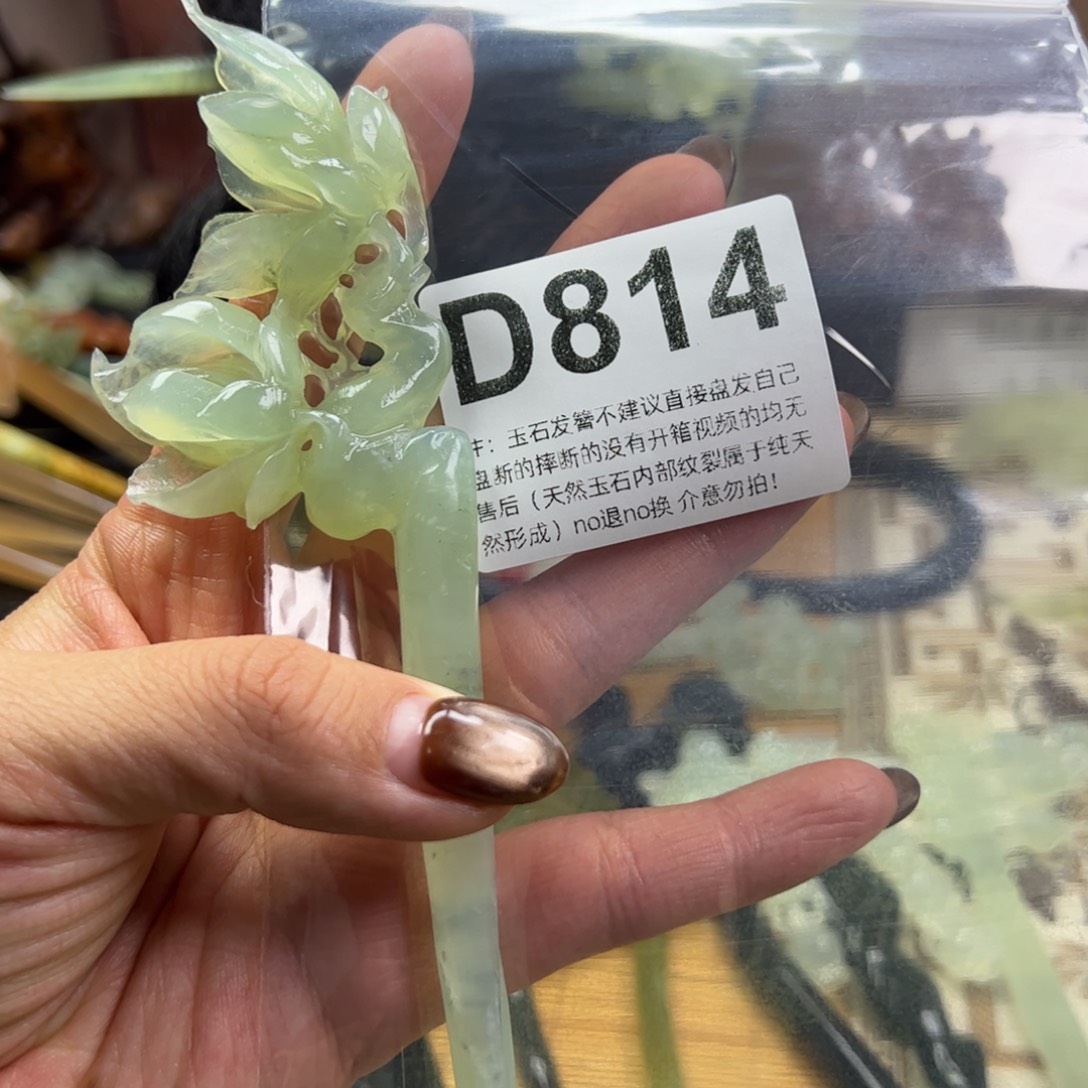 D814
：玉石发簪不建议直接盘发自己
盘断的摔断的没有开箱视频的均无
售后（天然玉石内部纹裂属于纯天
然形成）no退no换 介意勿拍！